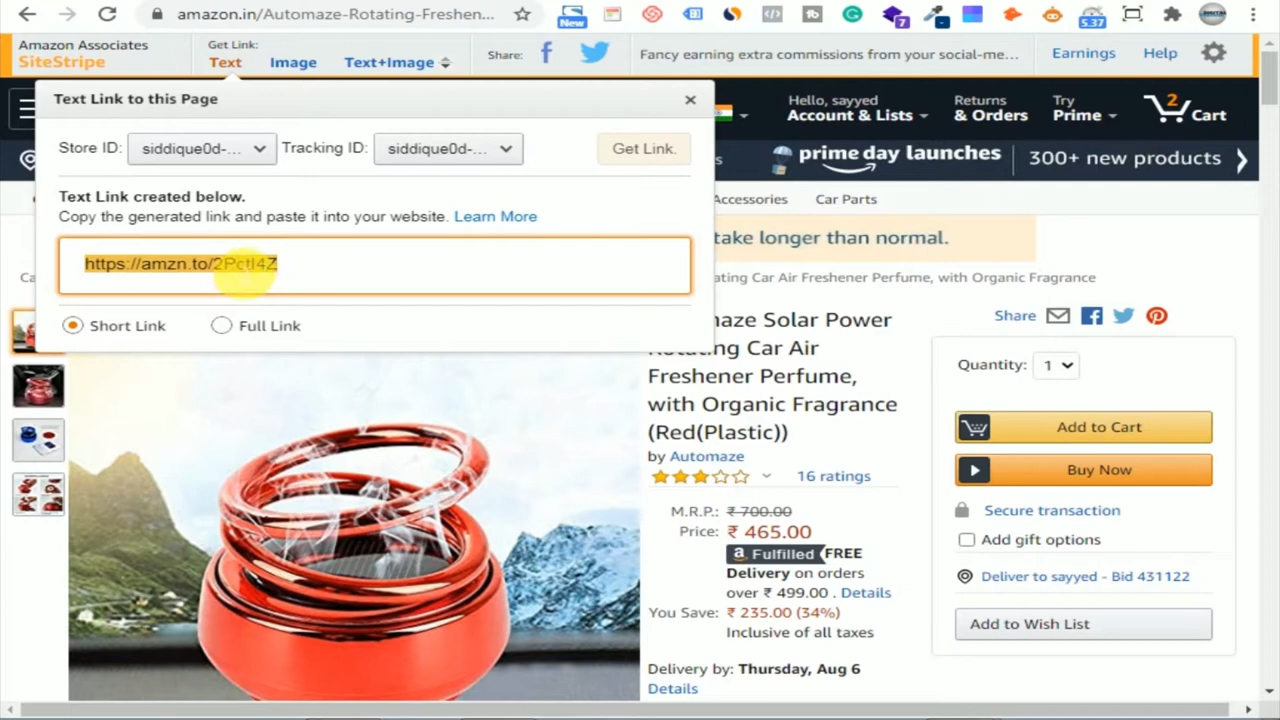 amazon.in/Automaze-Rotating-Freshen...
New
7
5.37
Amazon Associates
SiteStripe
Get Link:
Text
Image
Text+Image
Share:
Fancy earning extra commissions from your social-me...
Earnings
Help
Text Link to this Page
Hello, sayyed
Account & Lists
Returns
& Orders
Try
Prime
2
Cart
Store ID:
siddique0d-...
Tracking ID:
siddique0d-...
Get Link.
prime day launches
300+ new products
Text Link created below.
Copy the generated link and paste it into your website. Learn More
Accessories
Car Parts
take longer than normal.
https://amzn.to/2PctI4Z
Car Air Freshener Perfume, with Organic Fragrance
Short Link
Full Link
Share
Solar Power
Car Air
Freshener Perfume,
with Organic Fragrance
(Red(Plastic))
by Automaze
16 ratings
Quantity: 1
Add to Cart
Buy Now
M.R.P.: ₹ 700.00
Price: ₹ 465.00
a Fulfilled FREE
Delivery on orders
over ₹ 499.00 . Details
You Save: ₹ 235.00 (34%)
Inclusive of all taxes
Delivery by: Thursday, Aug 6
Details
Secure transaction
Add gift options
Deliver to sayyed - Bid 431122
Add to Wish List